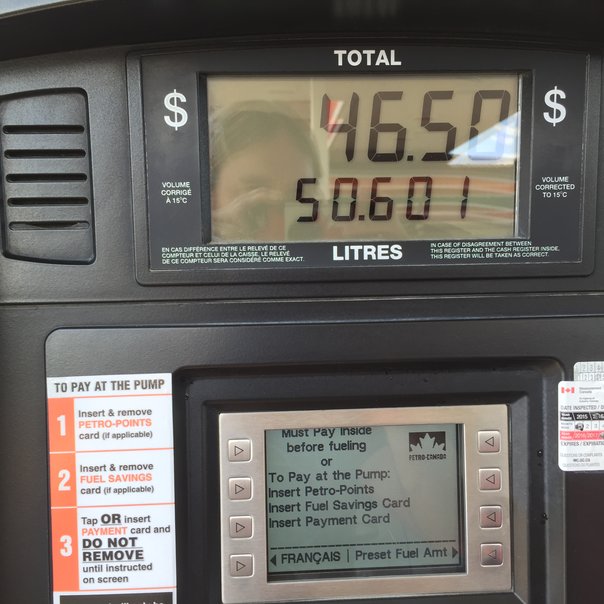 TOTAL
$
46.50
$
VOLUME
CORRIGÉ
À 15°C
50.601
VOLUME
CORRECTED
TO 15°C
EN CAS DIFFÉRENCE ENTRE LE RELEVÉ DE CE
COMPTEUR ET CELUI DE LA CAISSE, LE RELEVÉ
DE CE COMPTEUR SERA CONSIDÉRÉ COMME EXACT.
LITRES
IN CASE OF DISAGREEMENT BETWEEN
THIS REGISTER AND THE CASH REGISTER INSIDE,
THIS REGISTER WILL BE TAKEN AS CORRECT.
TO PAY AT THE PUMP
1
Insert & remove
PETRO-POINTS
card (if applicable)
2
Insert & remove
FUEL SAVINGS
card (if applicable)
3
Tap OR insert
PAYMENT card and
DO NOT
REMOVE
until instructed
on screen
Must Pay Inside
before fueling
or
To Pay at the Pump:
Insert Petro-Points
Insert Fuel Savings Card
Insert Payment Card
PETRO-CANADA
FRANÇAIS | Preset Fuel Amt
Canada
DATE INSPECTED
2015
EXPIRES